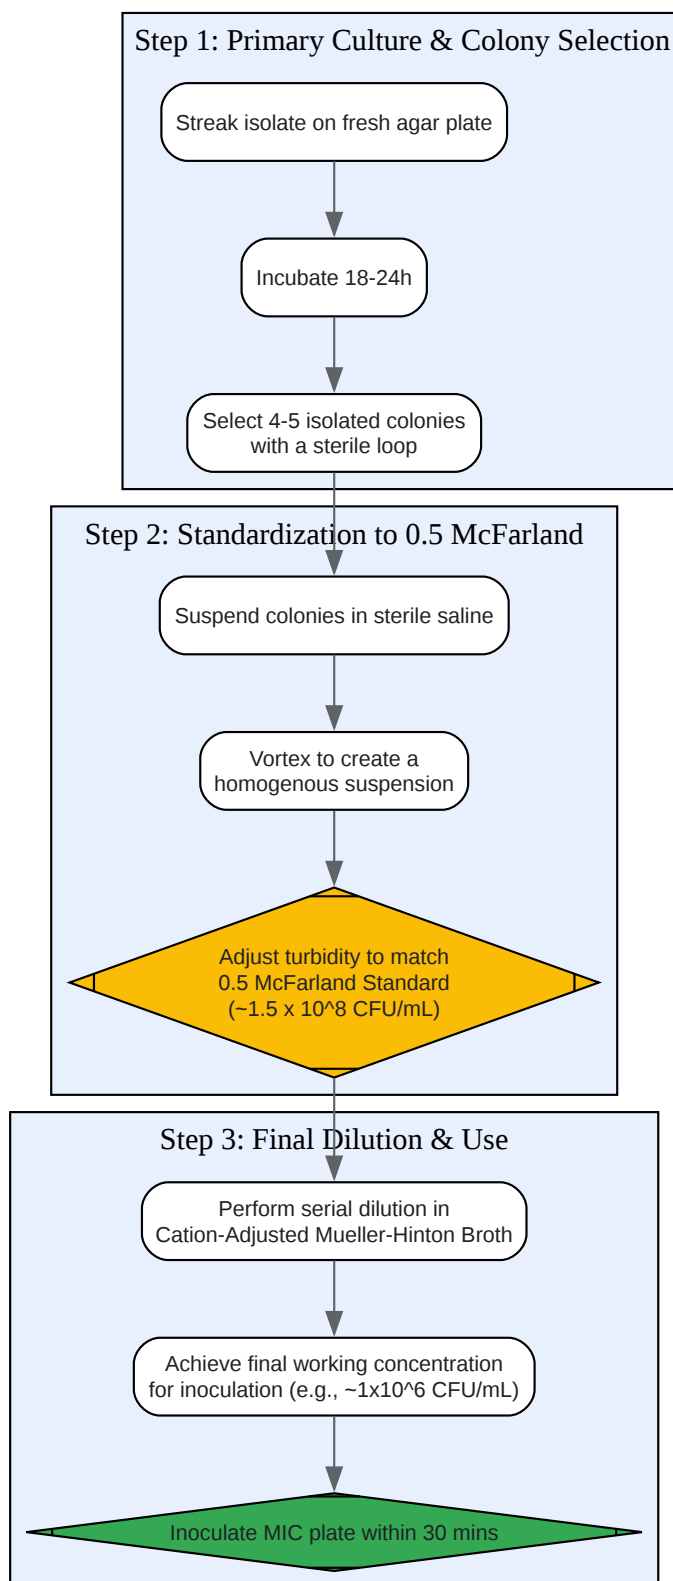 Step 1: Primary Culture & Colony Selection
Streak isolate on fresh agar plate
Incubate 18-24h
Select 4-5 isolated colonies
with a sterile loop
Step 2: Standardization to 0.5 McFarland
Suspend colonies in sterile saline
Vortex to create a
homogenous suspension
Adjust turbidity to match
0.5 McFarland Standard
(~1.5 x 10^8 CFU/mL)
Step 3: Final Dilution & Use
Perform serial dilution in
Cation-Adjusted Mueller-Hinton Broth
Achieve final working concentration
for inoculation (e.g., ~1x10^6 CFU/mL)
Inoculate MIC plate within 30 mins